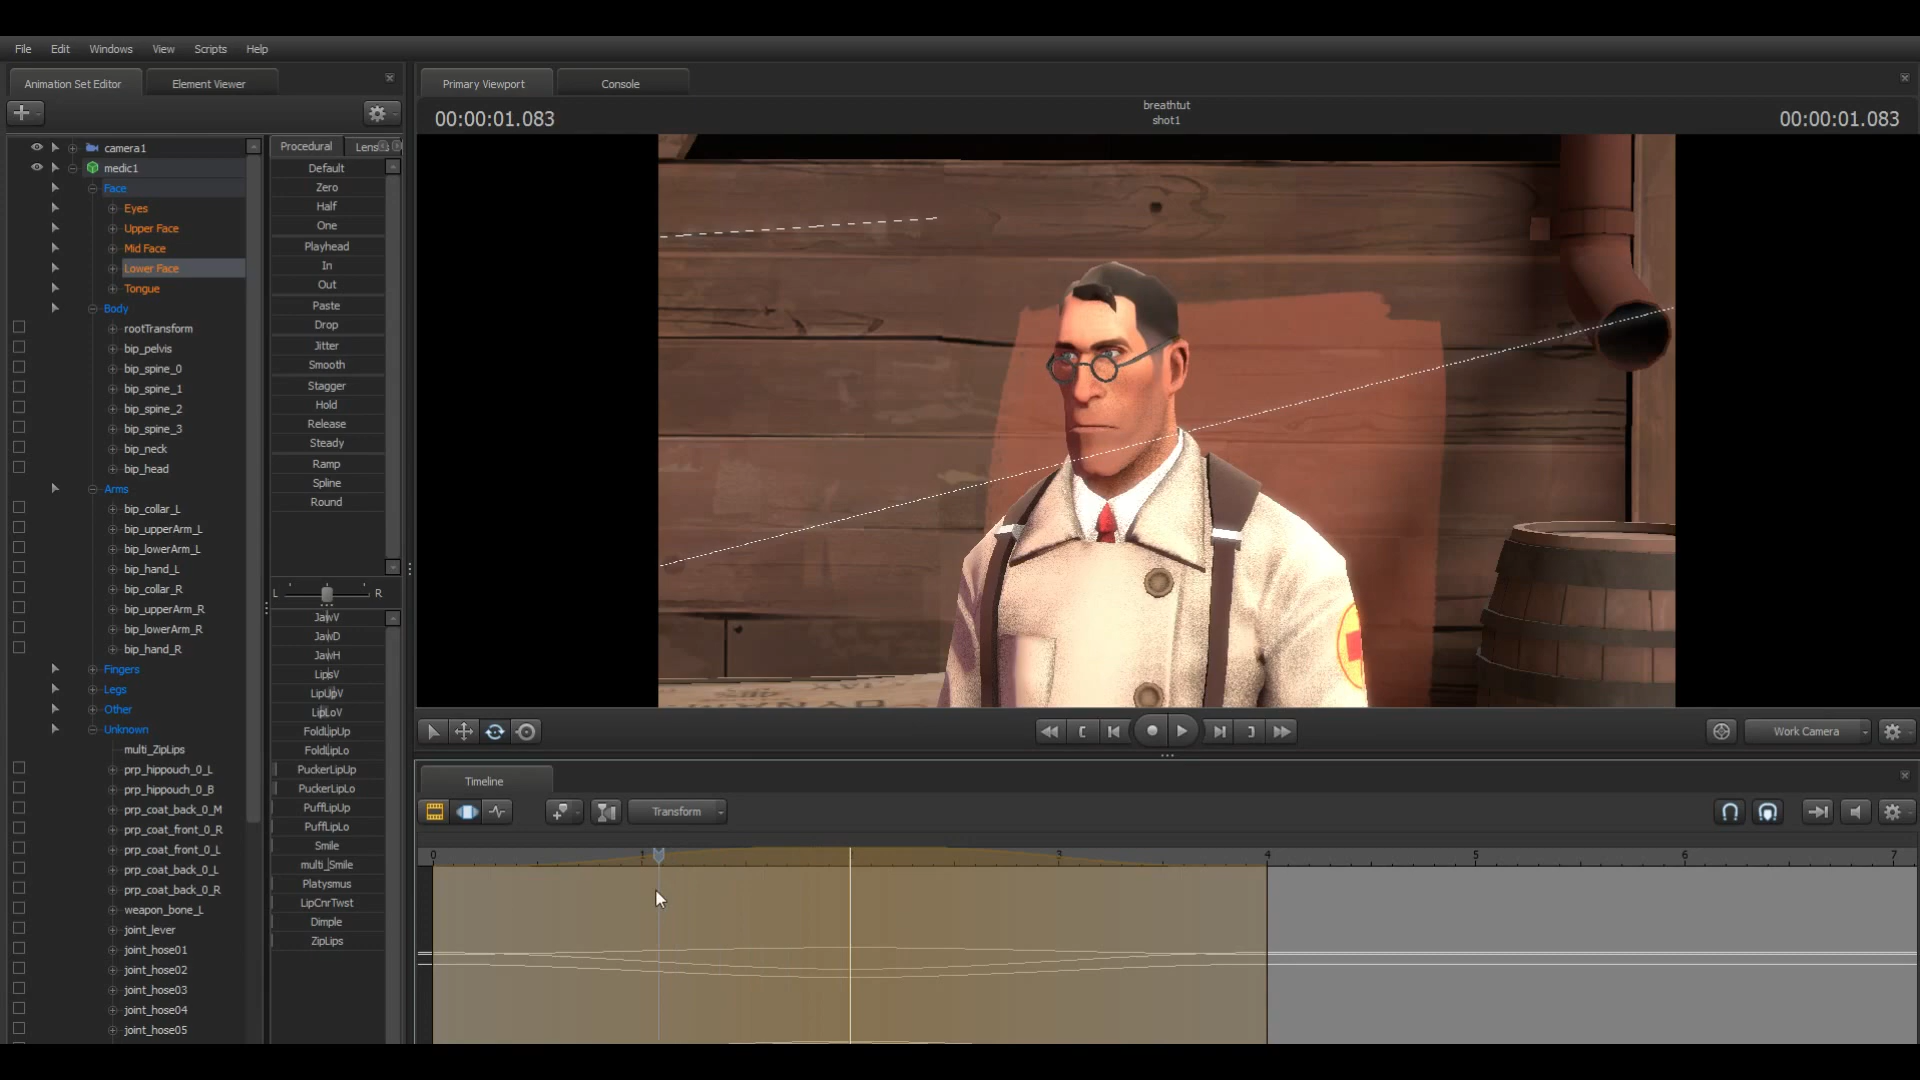 File Edit Windows View Scripts Help
Animation Set Editor Element Viewer
Primary Viewport Console
00:00:01.083
breathtut
shot1
00:00:01.083
camera1
medic1
Face
Eyes
Upper Face
Mid Face
Lower Face
Tongue
Body
rootTransform
bip_pelvis
bip_spine_0
bip_spine_1
bip_spine_2
bip_spine_3
bip_neck
bip_head
Arms
bip_collar_L
bip_upperArm_L
bip_lowerArm_L
bip_hand_L
bip_collar_R
bip_upperArm_R
bip_lowerArm_R
bip_hand_R
Fingers
Legs
Other
Unknown
multi_ZipLips
prp_hippouch_0_L
prp_hippouch_0_B
prp_coat_back_0_M
prp_coat_front_0_R
prp_coat_front_0_L
prp_coat_back_0_L
prp_coat_back_0_R
weapon_bone_L
joint_lever
joint_hose01
joint_hose02
joint_hose03
joint_hose04
joint_hose05
Procedural
Default
Zero
Half
One
Playhead
In
Out
Paste
Drop
Jitter
Smooth
Stagger
Hold
Release
Steady
Ramp
Spline
Round
L R
JawV
JawD
JawH
LipsV
LipUpV
LipLoV
FoldLipUp
FoldLipLo
PuckerLipUp
PuckerLipLo
PuffLipUp
PuffLipLo
Smile
multi_Smile
Platysmus
LipCnrTwst
Dimple
ZipLips
Work Camera
Timeline
Transform
0 1 3 4 5 6 7